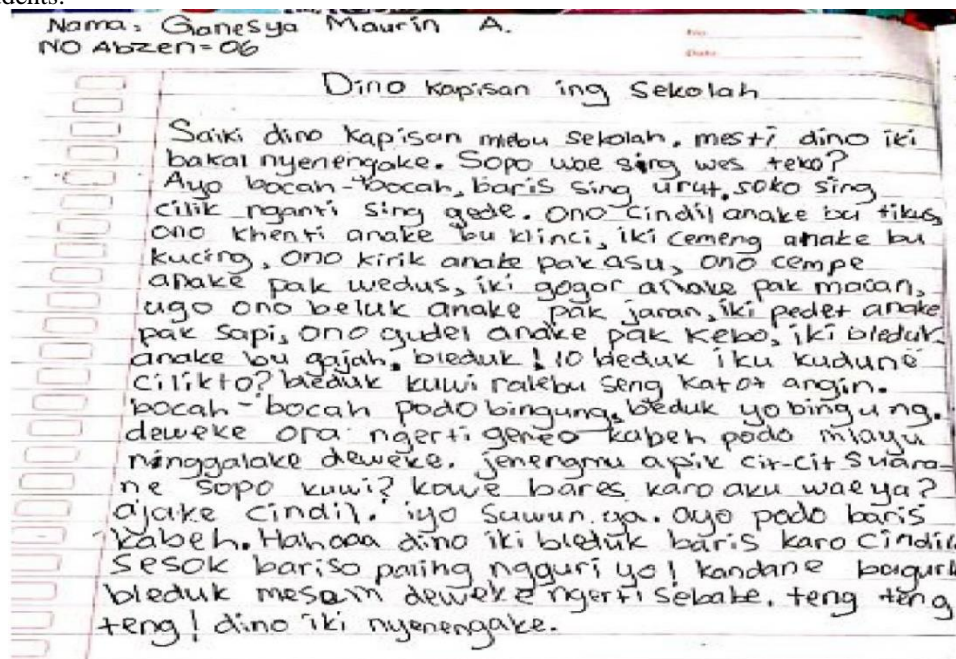 udents.
Nama: Ganesya Maurin A.
No Abzen = 06
No:
Date:
Dino kapisan ing sekolah
Saiki dino kapisan mlebu sekolah. mesti dino iki
bakal nyenengake. Sopo wae sing wes teko?
Ayo bocah-bocah, baris sing urut, soko sing
cilik nganti sing gede. ono cindil anake bu tikus,
ono khenti anake bu klinci, iki cemeng anake bu
kucing, ono kirik anake pak asu, ono cempe
anake pak wedus, iki gogor anake pak macan,
ugo ono beluk anake pak jaran, iki pedet anake
pak sapi, ono gudel anake pak kebo, iki bleduk
anake bu gajah, bleduk! lo bleduk iku kudune
cilik to? bleduk kuwi ralebu seng katot angin.
bocah-bocah podo bingung, bleduk yo bingung.
deweke ora ngerti geneo kabeh podo mlayu
ninggalake deweke. jenengmu apik cit-cit suara-
ne sopo kuwi? kowe bares karo aku wae ya?
ajake cindil. iyo suwun ya. ayo podo baris
kabeh. Hahaaa dino iki bleduk baris karo cindil
sesok bariso paling ngguri yo! kandane bagurk
bleduk mesem deweke ngerti sebabe. teng teng
teng! dino iki nyenengake.